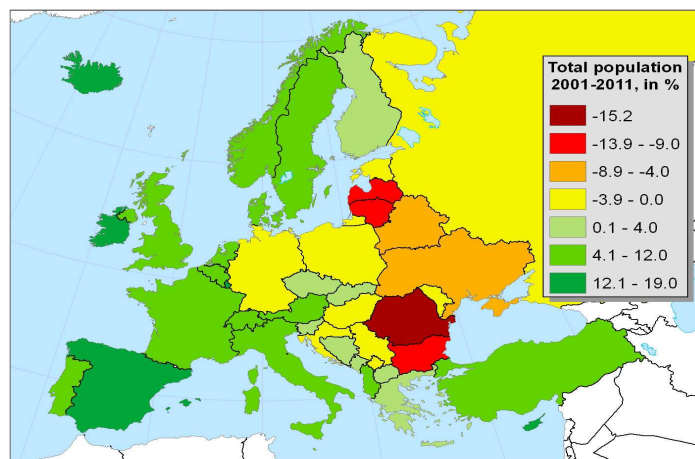 Total population
2001-2011, in %
-15.2
-13.9 - -9.0
-8.9 - -4.0
-3.9 - 0.0
0.1 - 4.0
4.1 - 12.0
12.1 - 19.0